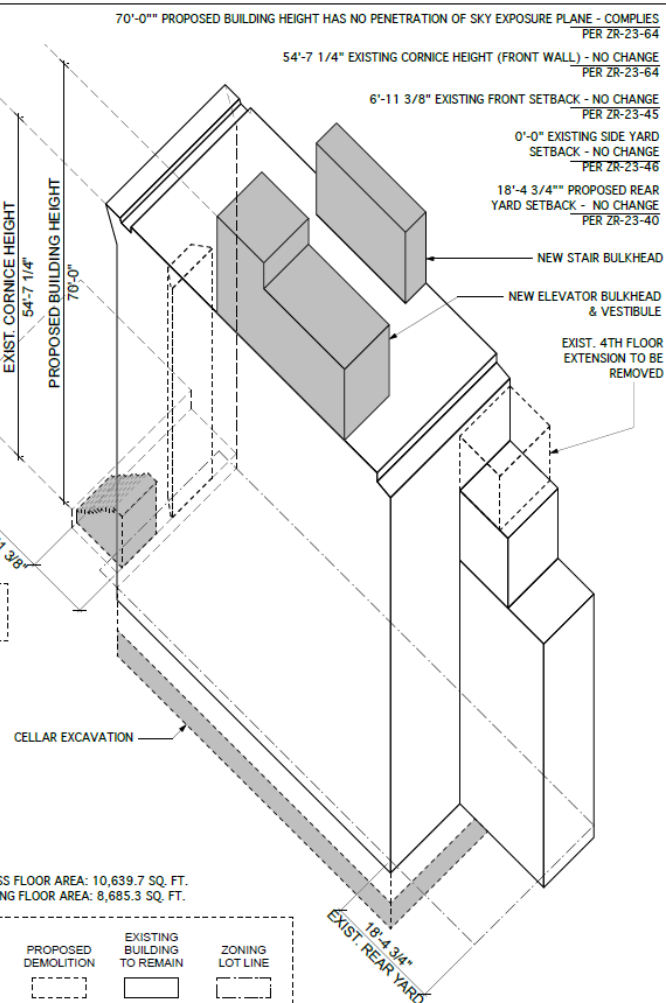 70'-0"" PROPOSED BUILDING HEIGHT HAS NO PENETRATION OF SKY EXPOSURE PLANE - COMPLIES
PER ZR-23-64
54'-7 1/4" EXISTING CORNICE HEIGHT (FRONT WALL) - NO CHANGE
PER ZR-23-64
6'-11 3/8" EXISTING FRONT SETBACK - NO CHANGE
PER ZR-23-45
0'-0" EXISTING SIDE YARD
SETBACK - NO CHANGE
PER ZR-23-46
18'-4 3/4"" PROPOSED REAR
YARD SETBACK - NO CHANGE
PER ZR-23-40
NEW STAIR BULKHEAD
NEW ELEVATOR BULKHEAD
& VESTIBULE
EXIST. 4TH FLOOR
EXTENSION TO BE
REMOVED
EXIST. CORNICE HEIGHT
54'-7 1/4"
PROPOSED BUILDING HEIGHT
70'-0"
1 3/8"
CELLAR EXCAVATION
18'-4 3/4"
EXIST. REAR YARD
SS FLOOR AREA: 10,639.7 SQ. FT.
NG FLOOR AREA: 8,685.3 SQ. FT.
PROPOSED
DEMOLITION
EXISTING
BUILDING
TO REMAIN
ZONING
LOT LINE